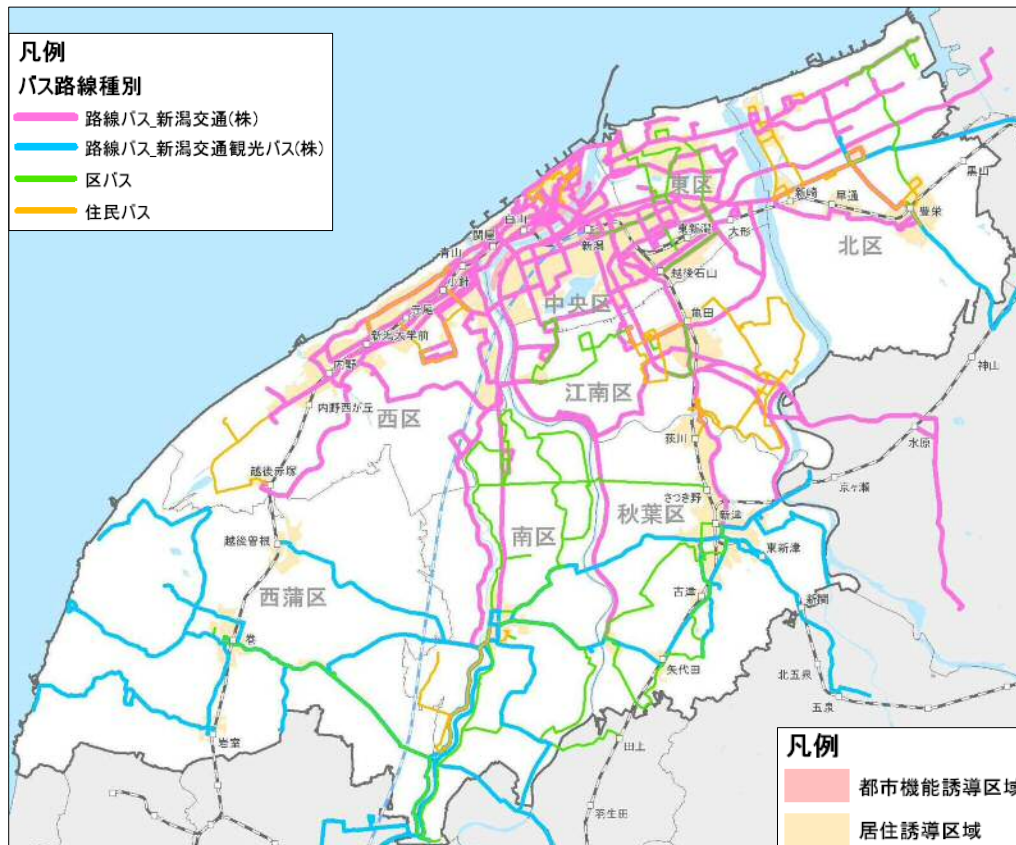 凡例
バス路線種別
路線バス_新潟交通(株)
路線バス_新潟交通観光バス(株)
区バス
住民バス
東区
北区
中央区
江南区
西区
秋葉区
南区
西蒲区
黒山
豊栄
早通
新崎
大形
東新潟
新潟
白山
関屋
青山
小針
寺尾
新潟大学前
内野
内野西が丘
越後赤塚
越後曽根
巻
岩室
越後石山
亀田
荻川
さつき野
新津
東新津
古津
新関
矢代田
北五泉
五泉
田上
羽生田
神山
水原
京ヶ瀬
凡例
都市機能誘導区域
居住誘導区域